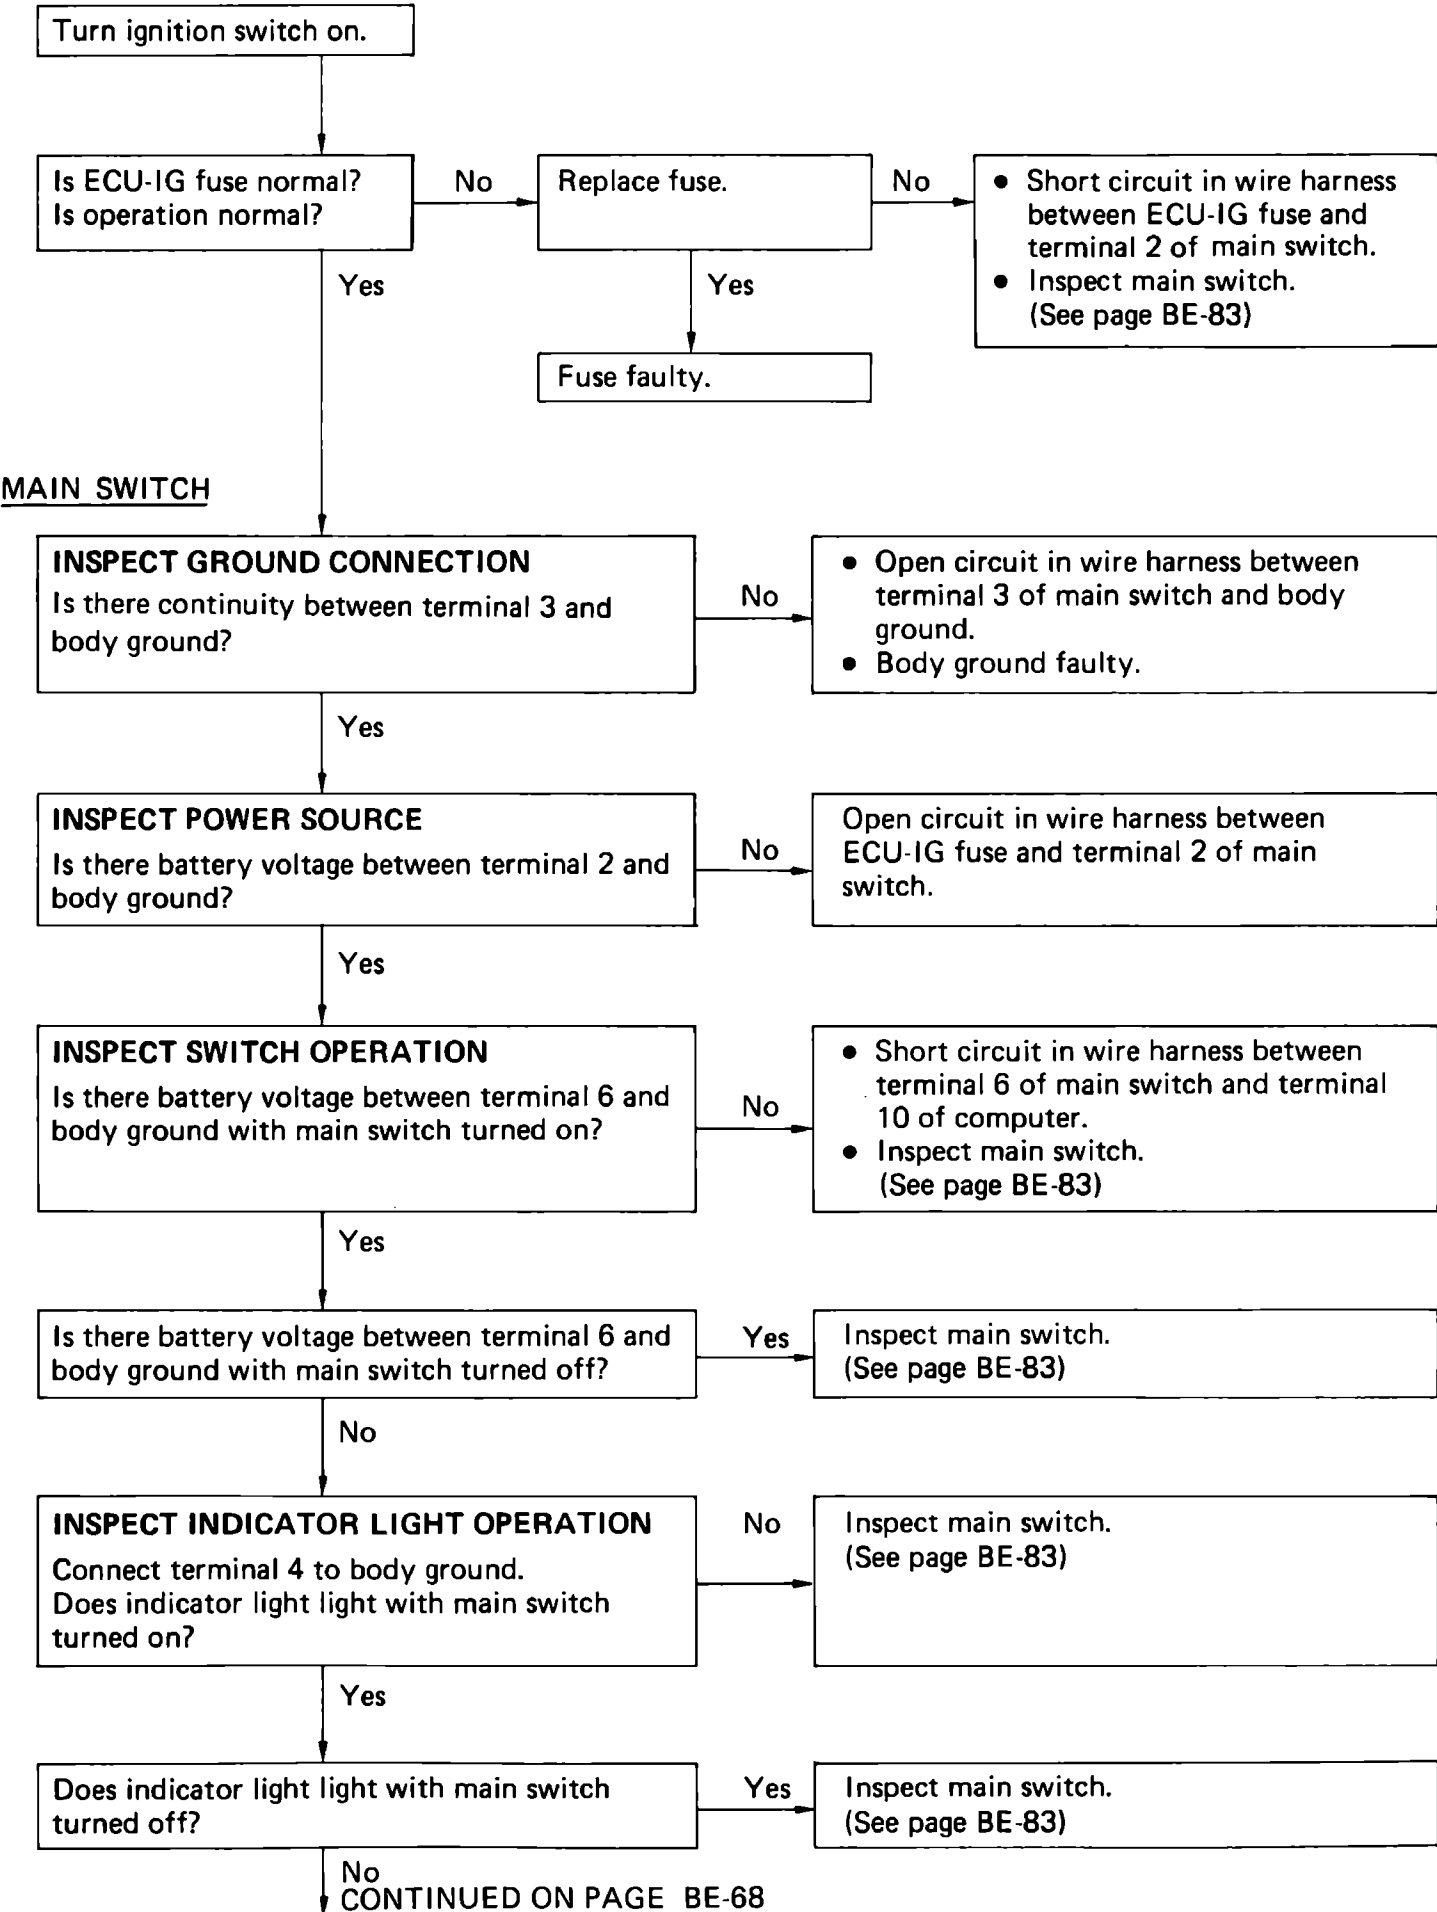 Turn ignition switch on.
Is ECU-IG fuse normal?
Is operation normal?
No
Replace fuse.
No
● Short circuit in wire harness
between ECU-IG fuse and
terminal 2 of main switch.
● Inspect main switch.
(See page BE-83)
Yes
Yes
Fuse faulty.
MAIN SWITCH
INSPECT GROUND CONNECTION
Is there continuity between terminal 3 and
body ground?
No
● Open circuit in wire harness between
terminal 3 of main switch and body
ground.
● Body ground faulty.
Yes
INSPECT POWER SOURCE
Is there battery voltage between terminal 2 and
body ground?
No
Open circuit in wire harness between
ECU-IG fuse and terminal 2 of main
switch.
Yes
INSPECT SWITCH OPERATION
Is there battery voltage between terminal 6 and
body ground with main switch turned on?
No
● Short circuit in wire harness between
terminal 6 of main switch and terminal
10 of computer.
● Inspect main switch.
(See page BE-83)
Yes
Is there battery voltage between terminal 6 and
body ground with main switch turned off?
Yes
Inspect main switch.
(See page BE-83)
No
INSPECT INDICATOR LIGHT OPERATION
Connect terminal 4 to body ground.
Does indicator light light with main switch
turned on?
No
Inspect main switch.
(See page BE-83)
Yes
Does indicator light light with main switch
turned off?
Yes
Inspect main switch.
(See page BE-83)
No
CONTINUED ON PAGE BE-68